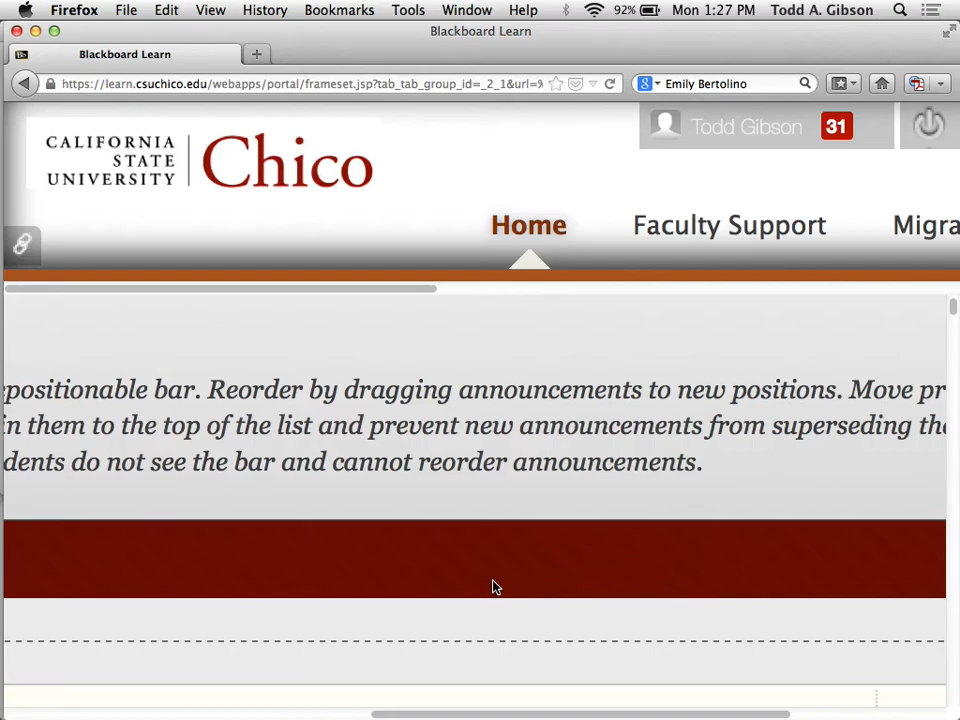 Firefox File Edit View History Bookmarks Tools Window Help 92% Mon 1:27 PM Todd A. Gibson
Blackboard Learn
Blackboard Learn
https://learn.csuchico.edu/webapps/portal/frameset.jsp?tab_tab_group_id=_2_1&url=% Emily Bertolino
Todd Gibson 31
CALIFORNIA
STATE
UNIVERSITY
Chico
Home Faculty Support Migra
epositionable bar. Reorder by dragging announcements to new positions. Move pr
in them to the top of the list and prevent new announcements from superseding the
dents do not see the bar and cannot reorder announcements.